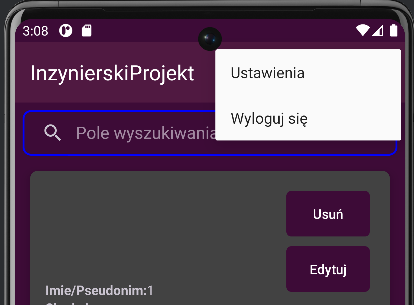 3:08
InzynierskiProjekt
Ustawienia
Wyloguj się
Pole wyszukiwania
Usuń
Edytuj
Imie/Pseudonim:1